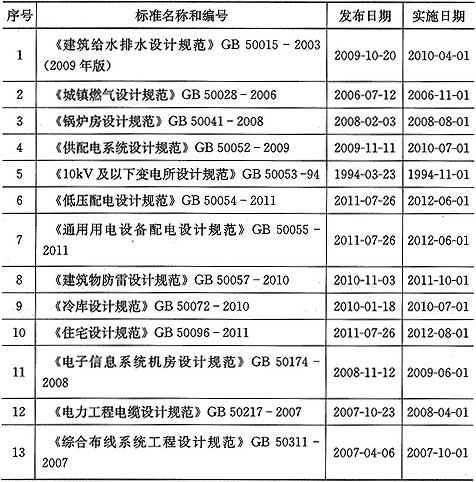 序号 标准名称和编号 发布日期 实施日期
1 《建筑给水排水设计规范》GB 50015-2003
（2009年版） 2009-10-20 2010-04-01
2 《城镇燃气设计规范》GB 50028-2006 2006-07-12 2006-11-01
3 《锅炉房设计规范》GB 50041-2008 2008-02-03 2008-08-01
4 《供配电系统设计规范》GB 50052-2009 2009-11-11 2010-07-01
5 《10kV及以下变电所设计规范》GB 50053-94 1994-03-23 1994-11-01
6 《低压配电设计规范》GB 50054-2011 2011-07-26 2012-06-01
7 《通用用电设备配电设计规范》GB 50055-
2011 2011-07-26 2012-06-01
8 《建筑物防雷设计规范》GB 50057-2010 2010-11-03 2011-10-01
9 《冷库设计规范》GB 50072-2010 2010-01-18 2010-07-01
10 《住宅设计规范》GB 50096-2011 2011-07-26 2012-08-01
11 《电子信息系统机房设计规范》GB 50174-
2008 2008-11-12 2009-06-01
12 《电力工程电缆设计规范》GB 50217-2007 2007-10-23 2008-04-01
13 《综合布线系统工程设计规范》GB 50311-
2007 2007-04-06 2007-10-01